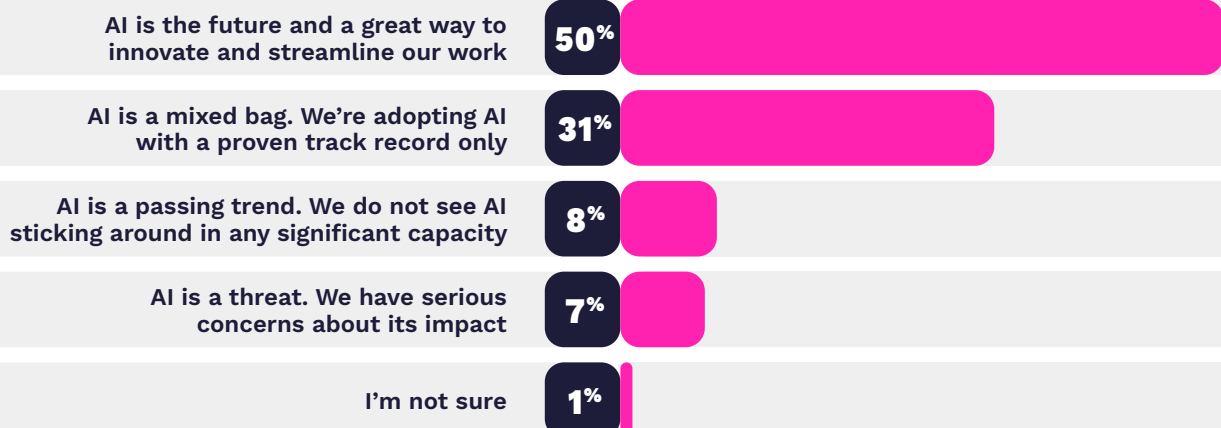 AI is the future and a great way to
innovate and streamline our work
50%
AI is a mixed bag. We’re adopting AI
with a proven track record only
31%
AI is a passing trend. We do not see AI
sticking around in any significant capacity
8%
AI is a threat. We have serious
concerns about its impact
7%
I’m not sure
1%